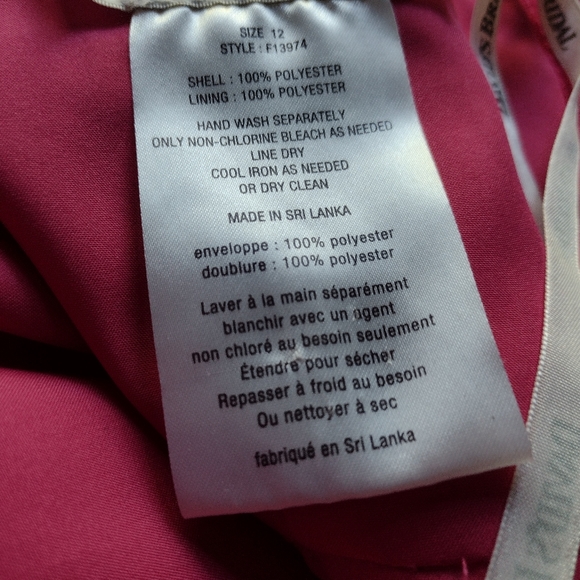 SIZE 12
STYLE : F13974
SHELL : 100% POLYESTER
LINING : 100% POLYESTER
HAND WASH SEPARATELY
ONLY NON-CHLORINE BLEACH AS NEEDED
LINE DRY
COOL IRON AS NEEDED
OR DRY CLEAN
MADE IN SRI LANKA
enveloppe : 100% polyester
doublure : 100% polyester
Laver à la main séparément
blanchir avec un agent
non chloré au besoin seulement
Étendre pour sécher
Repasser à froid au besoin
Ou nettoyer à sec
fabriqué en Sri Lanka